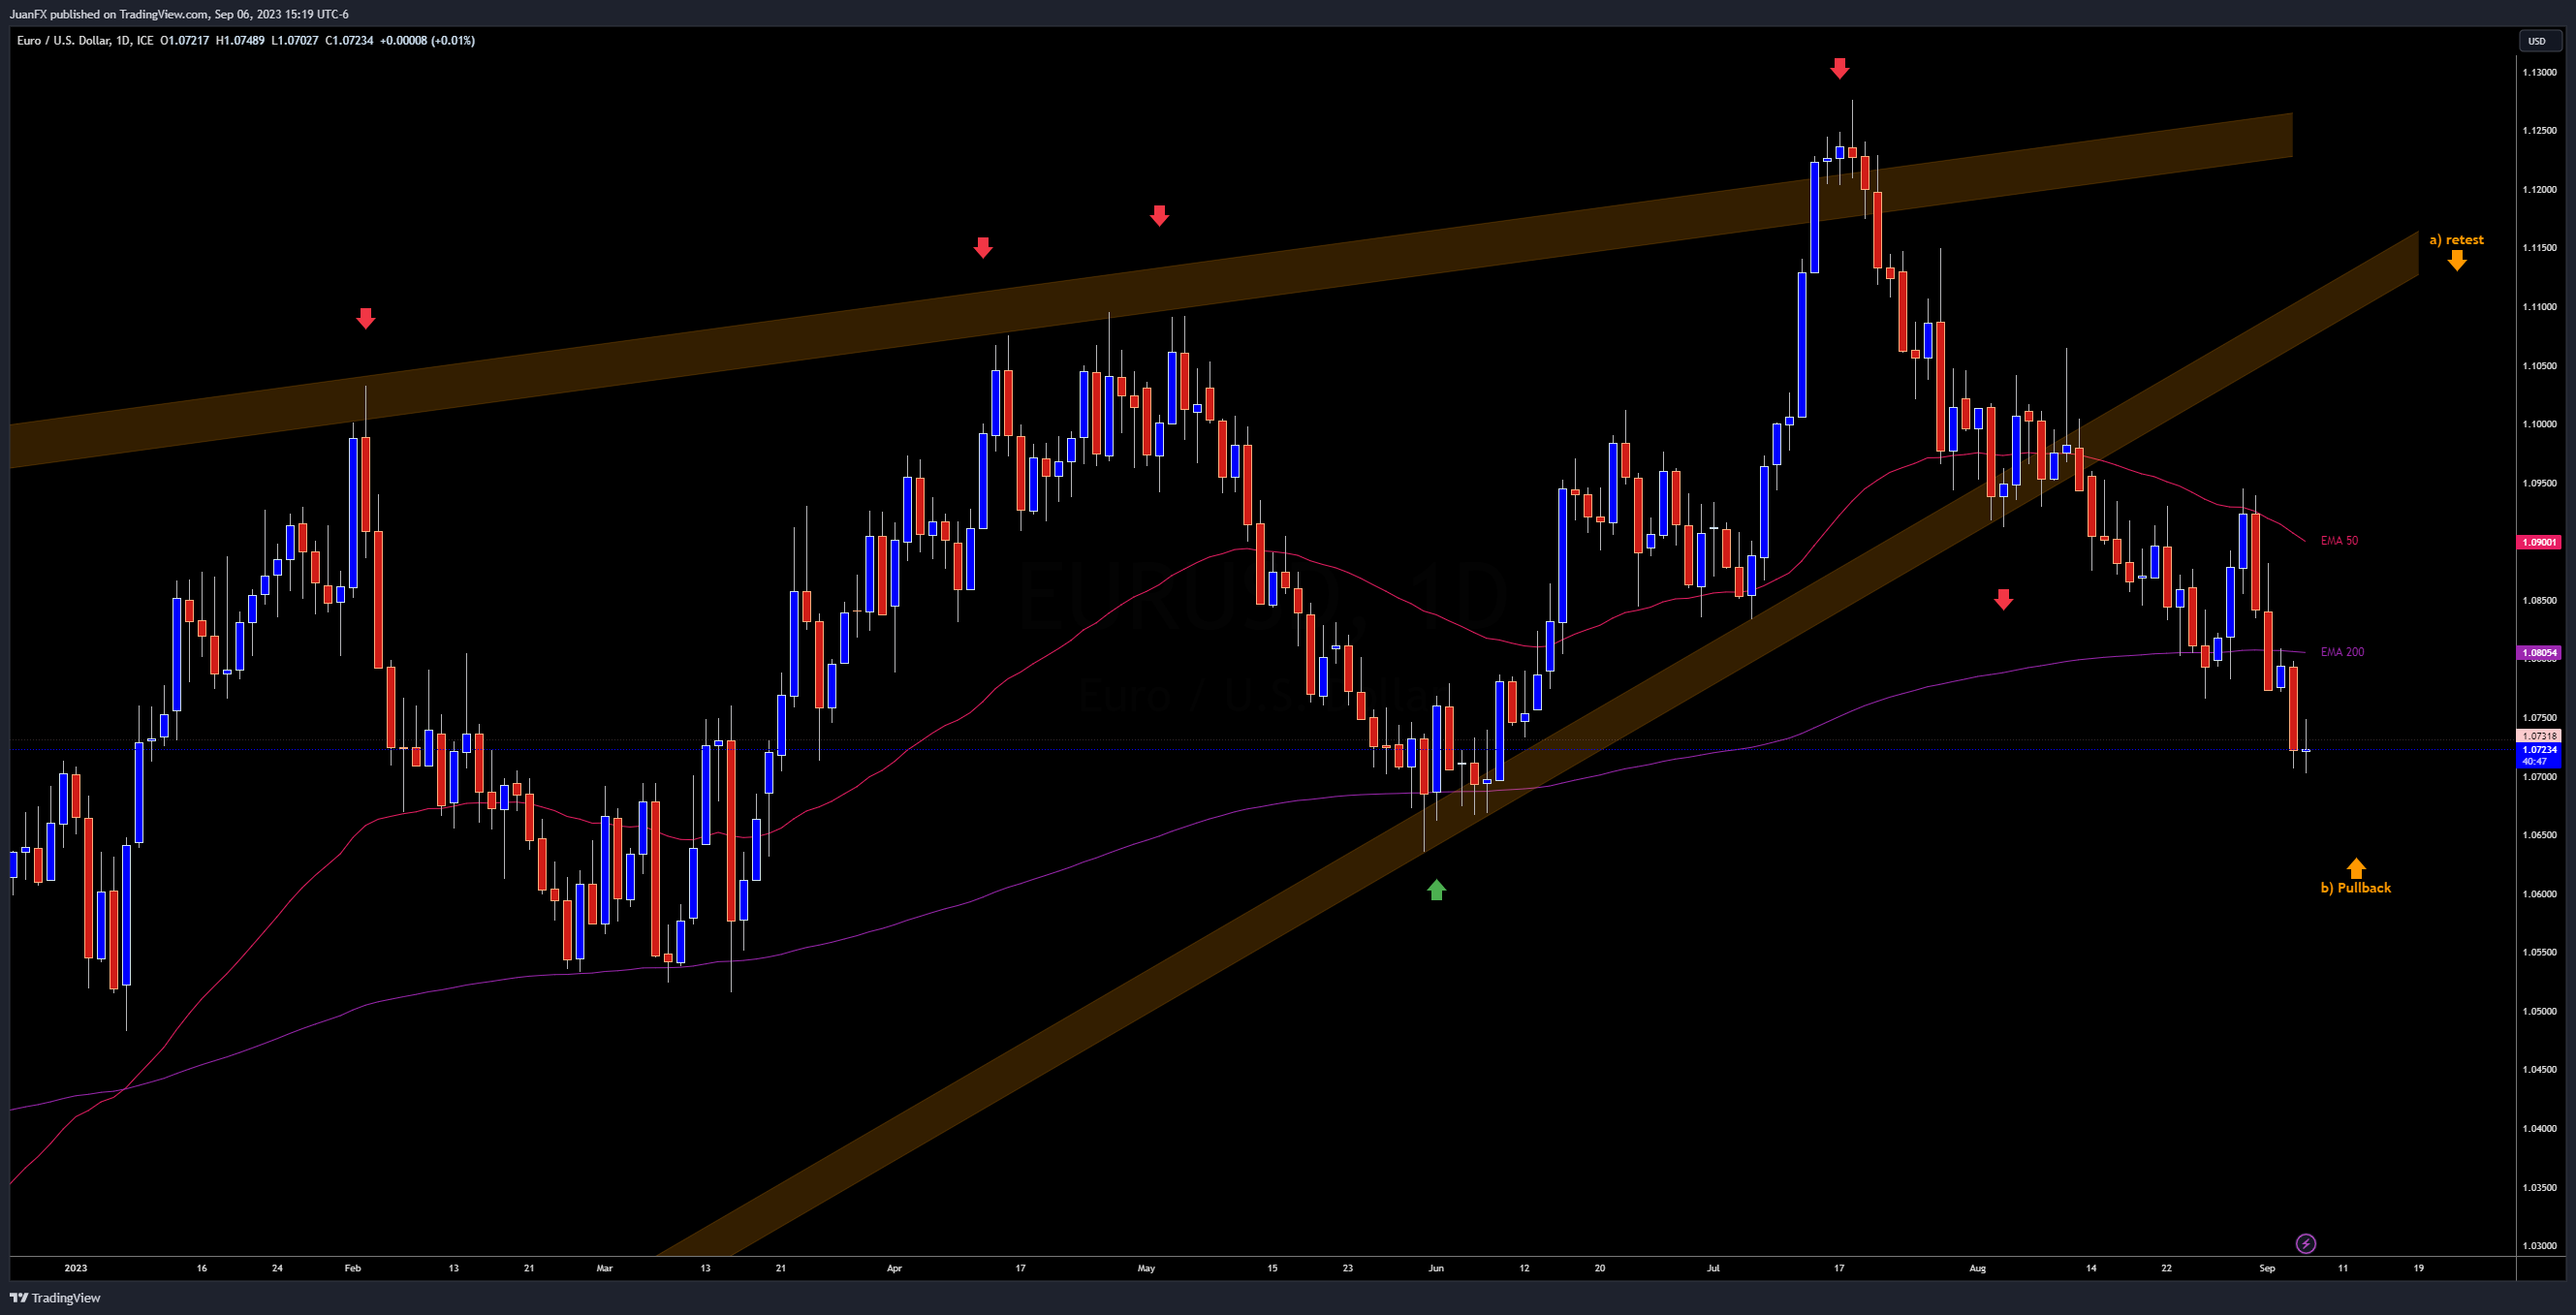 JuanFX published on TradingView.com, Sep 06, 2023 15:19 UTC-6
Euro / U.S. Dollar, 1D, ICE O1.07217 H1.07489 L1.07027 C1.07234 +0.00008 (+0.01%)
USD
1.13000
1.12500
1.12000
a) retest
1.11500
1.11000
1.10500
1.10000
1.09500
EMA 50
1.09001
1.08500
EURUSD, 1D
EMA 200
1.08054
1.08000
Euro / U.S. Dollar
1.07500
1.07318
1.07234
40:47
1.07000
1.06500
b) Pullback
1.06000
1.05500
1.05000
1.04500
1.04000
1.03500
1.03000
2023 16 24 Feb 13 21 Mar 13 21 Apr 17 May 15 23 Jun 12 20 Jul 17 Aug 14 22 Sep 11 19
TradingView